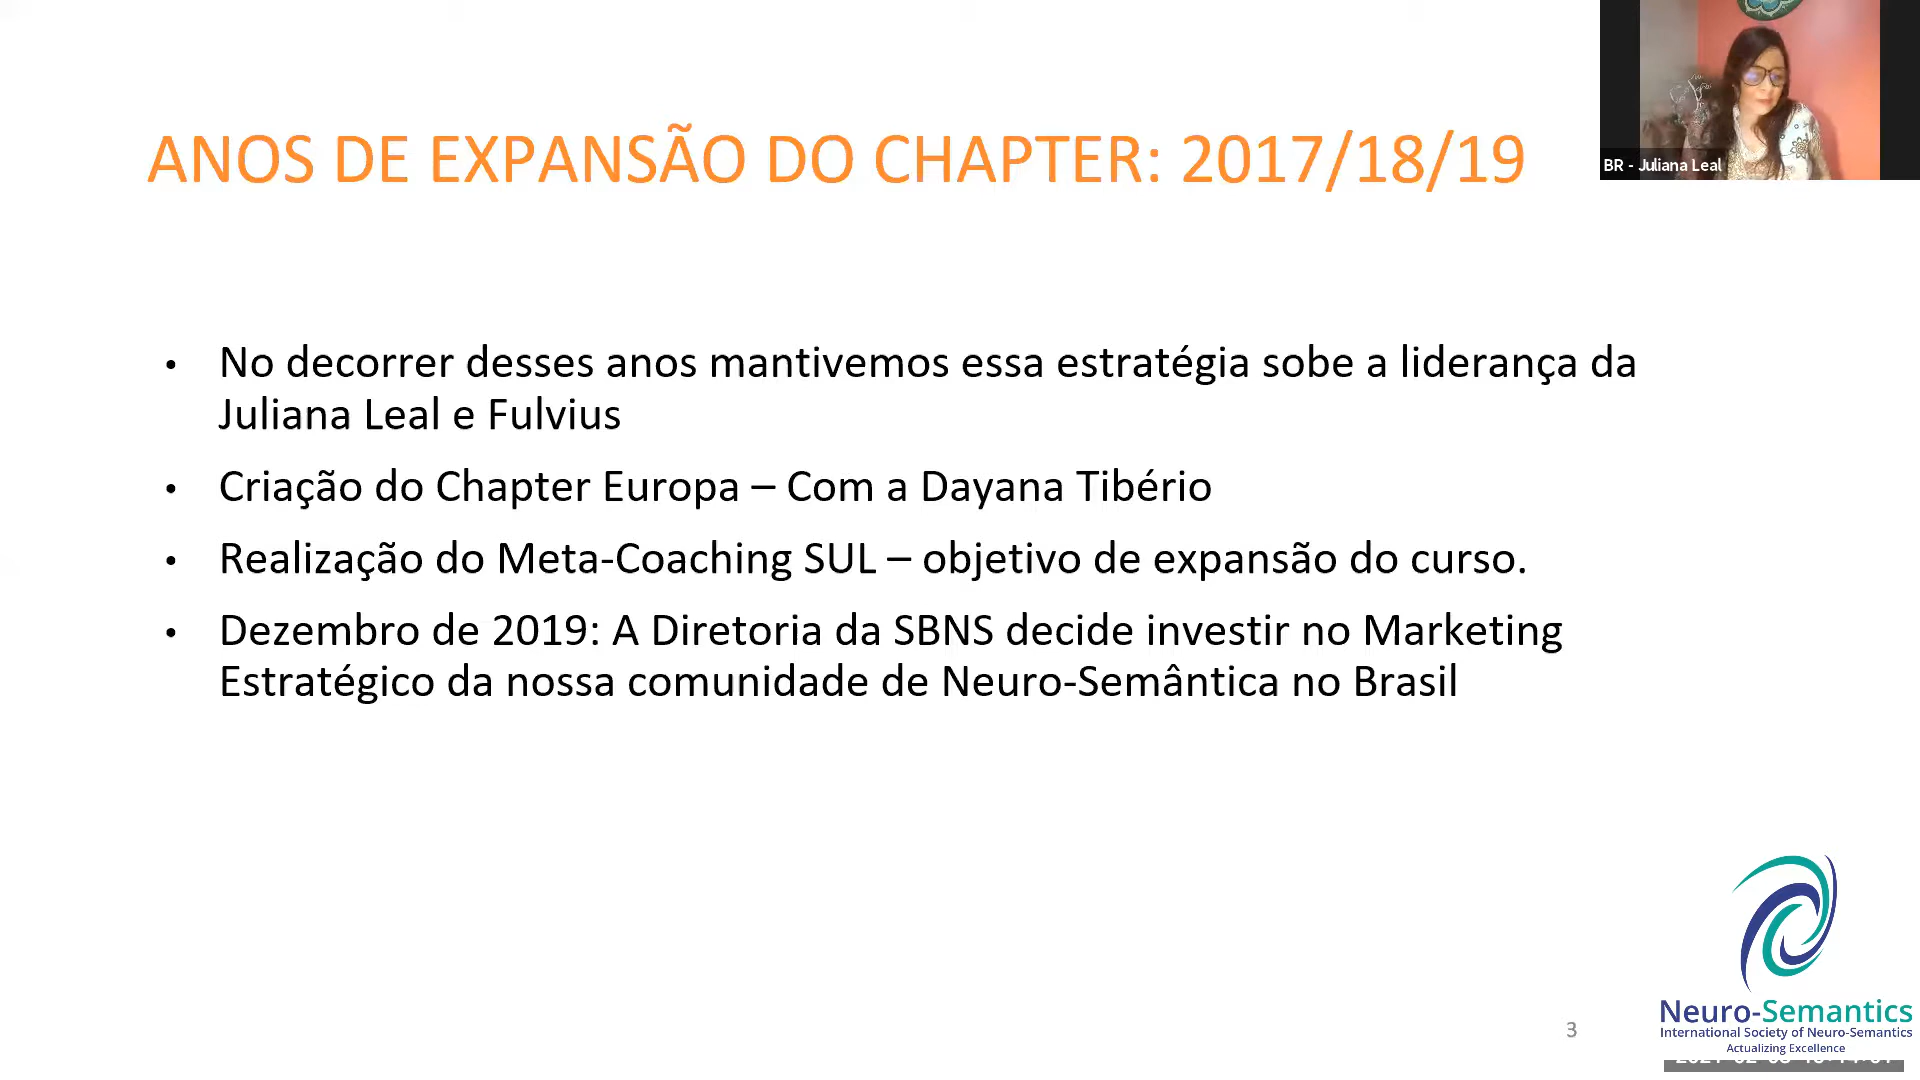 ANOS DE EXPANSÃO DO CHAPTER: 2017/18/19
BR - Juliana Leal
• No decorrer desses anos mantivemos essa estratégia sobe a liderança da
Juliana Leal e Fulvius
• Criação do Chapter Europa – Com a Dayana Tibério
• Realização do Meta-Coaching SUL – objetivo de expansão do curso.
• Dezembro de 2019: A Diretoria da SBNS decide investir no Marketing
Estratégico da nossa comunidade de Neuro-Semântica no Brasil
3
Neuro-Semantics
International Society of Neuro-Semantics
Actualizing Excellence